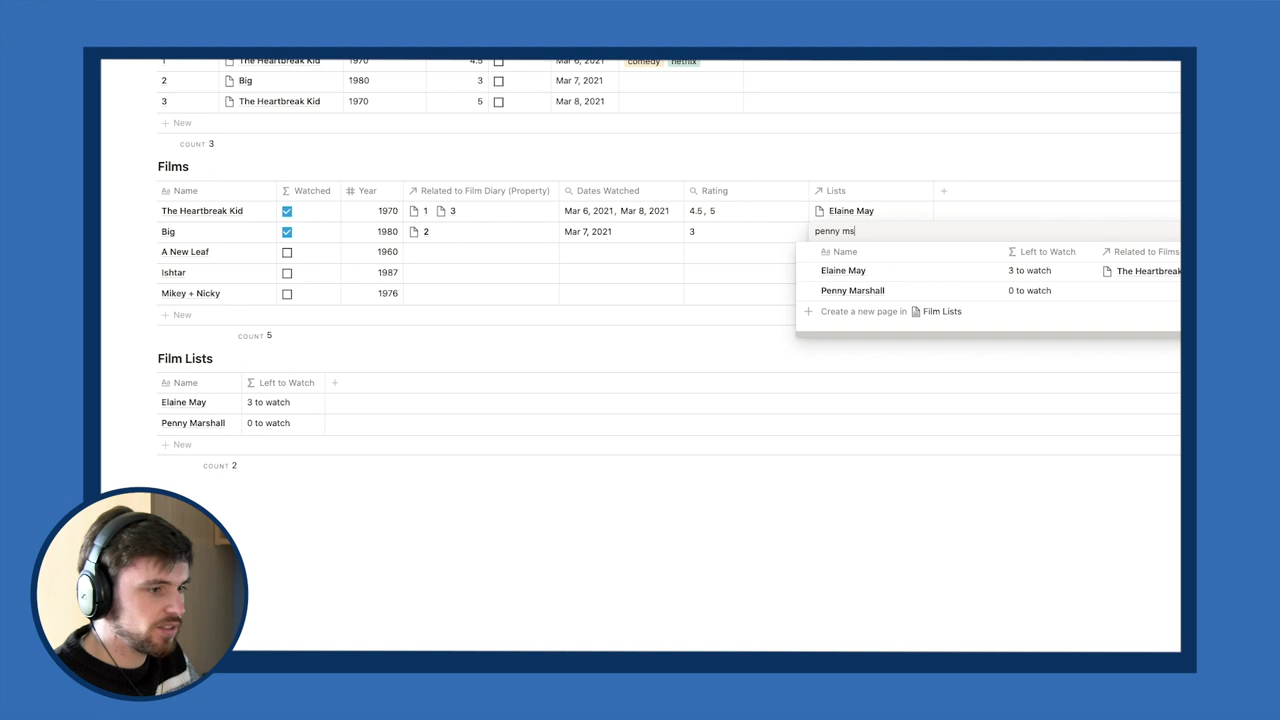 1 The Heartbreak Kid 1970 4.5 Mar 6, 2021 comedy netflix
2 Big 1980 3 Mar 7, 2021
3 The Heartbreak Kid 1970 5 Mar 8, 2021
+ New
COUNT 3
Films
Aa Name Σ Watched # Year Related to Film Diary (Property) Dates Watched Rating Lists +
The Heartbreak Kid 1970 1 3 Mar 6, 2021, Mar 8, 2021 4.5, 5 Elaine May
Big 1980 2 Mar 7, 2021 3 penny ms
A New Leaf 1960
Ishtar 1987
Mikey + Nicky 1976
+ New
COUNT 5
Aa Name Σ Left to Watch Related to Films
Elaine May 3 to watch The Heartbreak
Penny Marshall 0 to watch
+ Create a new page in Film Lists
Film Lists
Aa Name Σ Left to Watch +
Elaine May 3 to watch
Penny Marshall 0 to watch
+ New
COUNT 2